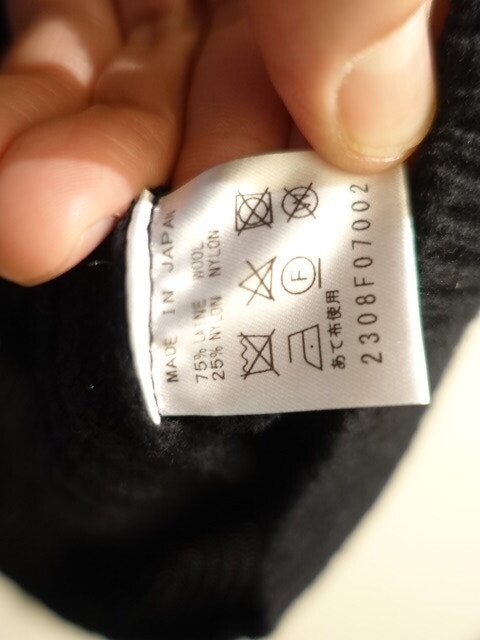 MADE IN JAPAN
75% LAINE WOOL
25% NYLON NYLON
W
F
あて布使用
2308F07002